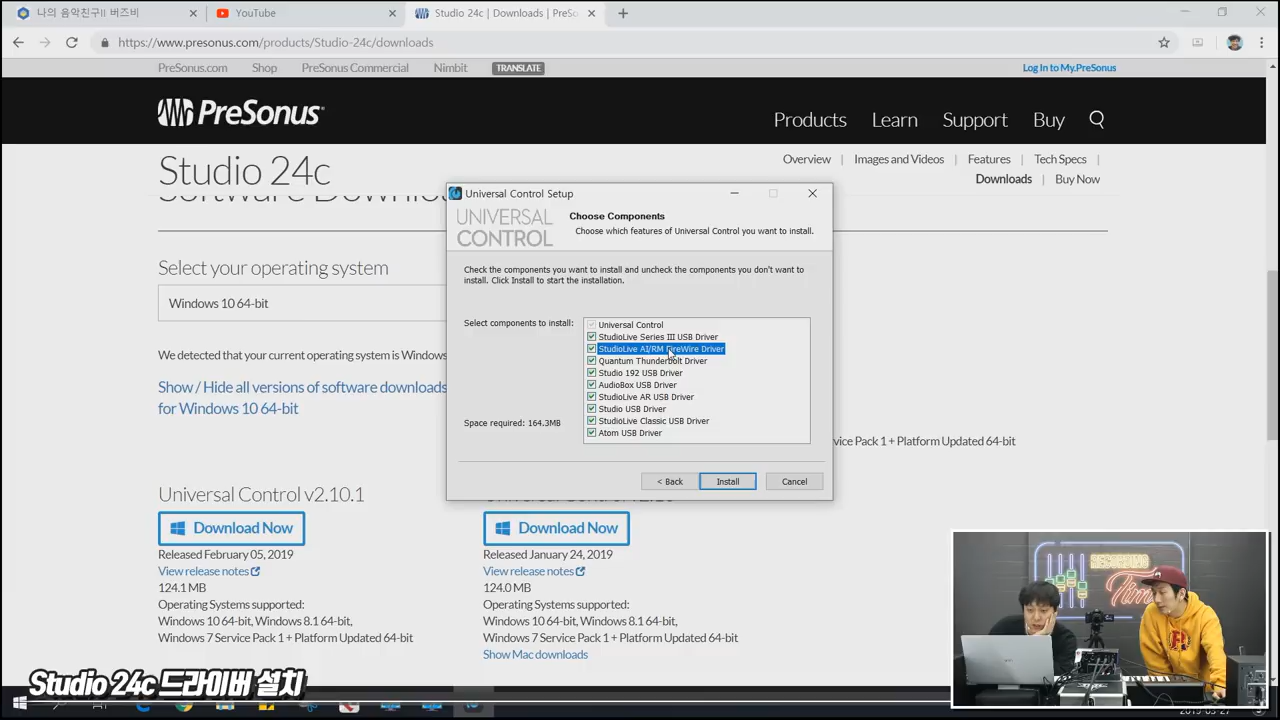 나의 음악친구!! 버즈비
YouTube
Studio 24c | Downloads | PreSo
https://www.presonus.com/products/Studio-24c/downloads
PreSonus.com Shop PreSonus Commercial Nimbit TRANSLATE Log In to My.PreSonus
PreSonus
Products Learn Support Buy
Studio 24c
Overview | Images and Videos | Features | Tech Specs |
Downloads | Buy Now
Software Downlo
Select your operating system
Windows 10 64-bit
We detected that your current operating system is Windows
Show / Hide all versions of software downloads
for Windows 10 64-bit
Universal Control Setup
UNIVERSAL
CONTROL
Choose Components
Choose which features of Universal Control you want to install.
Check the components you want to install and uncheck the components you don't want to
install. Click Install to start the installation.
Select components to install:
Universal Control
StudioLive Series III USB Driver
StudioLive AI/RM FireWire Driver
Quantum Thunderbolt Driver
Studio 192 USB Driver
AudioBox USB Driver
StudioLive AR USB Driver
Studio USB Driver
StudioLive Classic USB Driver
Atom USB Driver
Space required: 164.3MB
< Back Install Cancel
vice Pack 1 + Platform Updated 64-bit
Universal Control v2.10.1
Download Now
Released February 05, 2019
View release notes
124.1 MB
Operating Systems supported:
Windows 10 64-bit, Windows 8.1 64-bit,
Windows 7 Service Pack 1 + Platform Updated 64-bit
Download Now
Released January 24, 2019
View release notes
124.0 MB
Operating Systems supported:
Windows 10 64-bit, Windows 8.1 64-bit,
Windows 7 Service Pack 1 + Platform Updated 64-bit
Show Mac downloads
Time
Studio 24c 드라이버 설치
2019-03-27